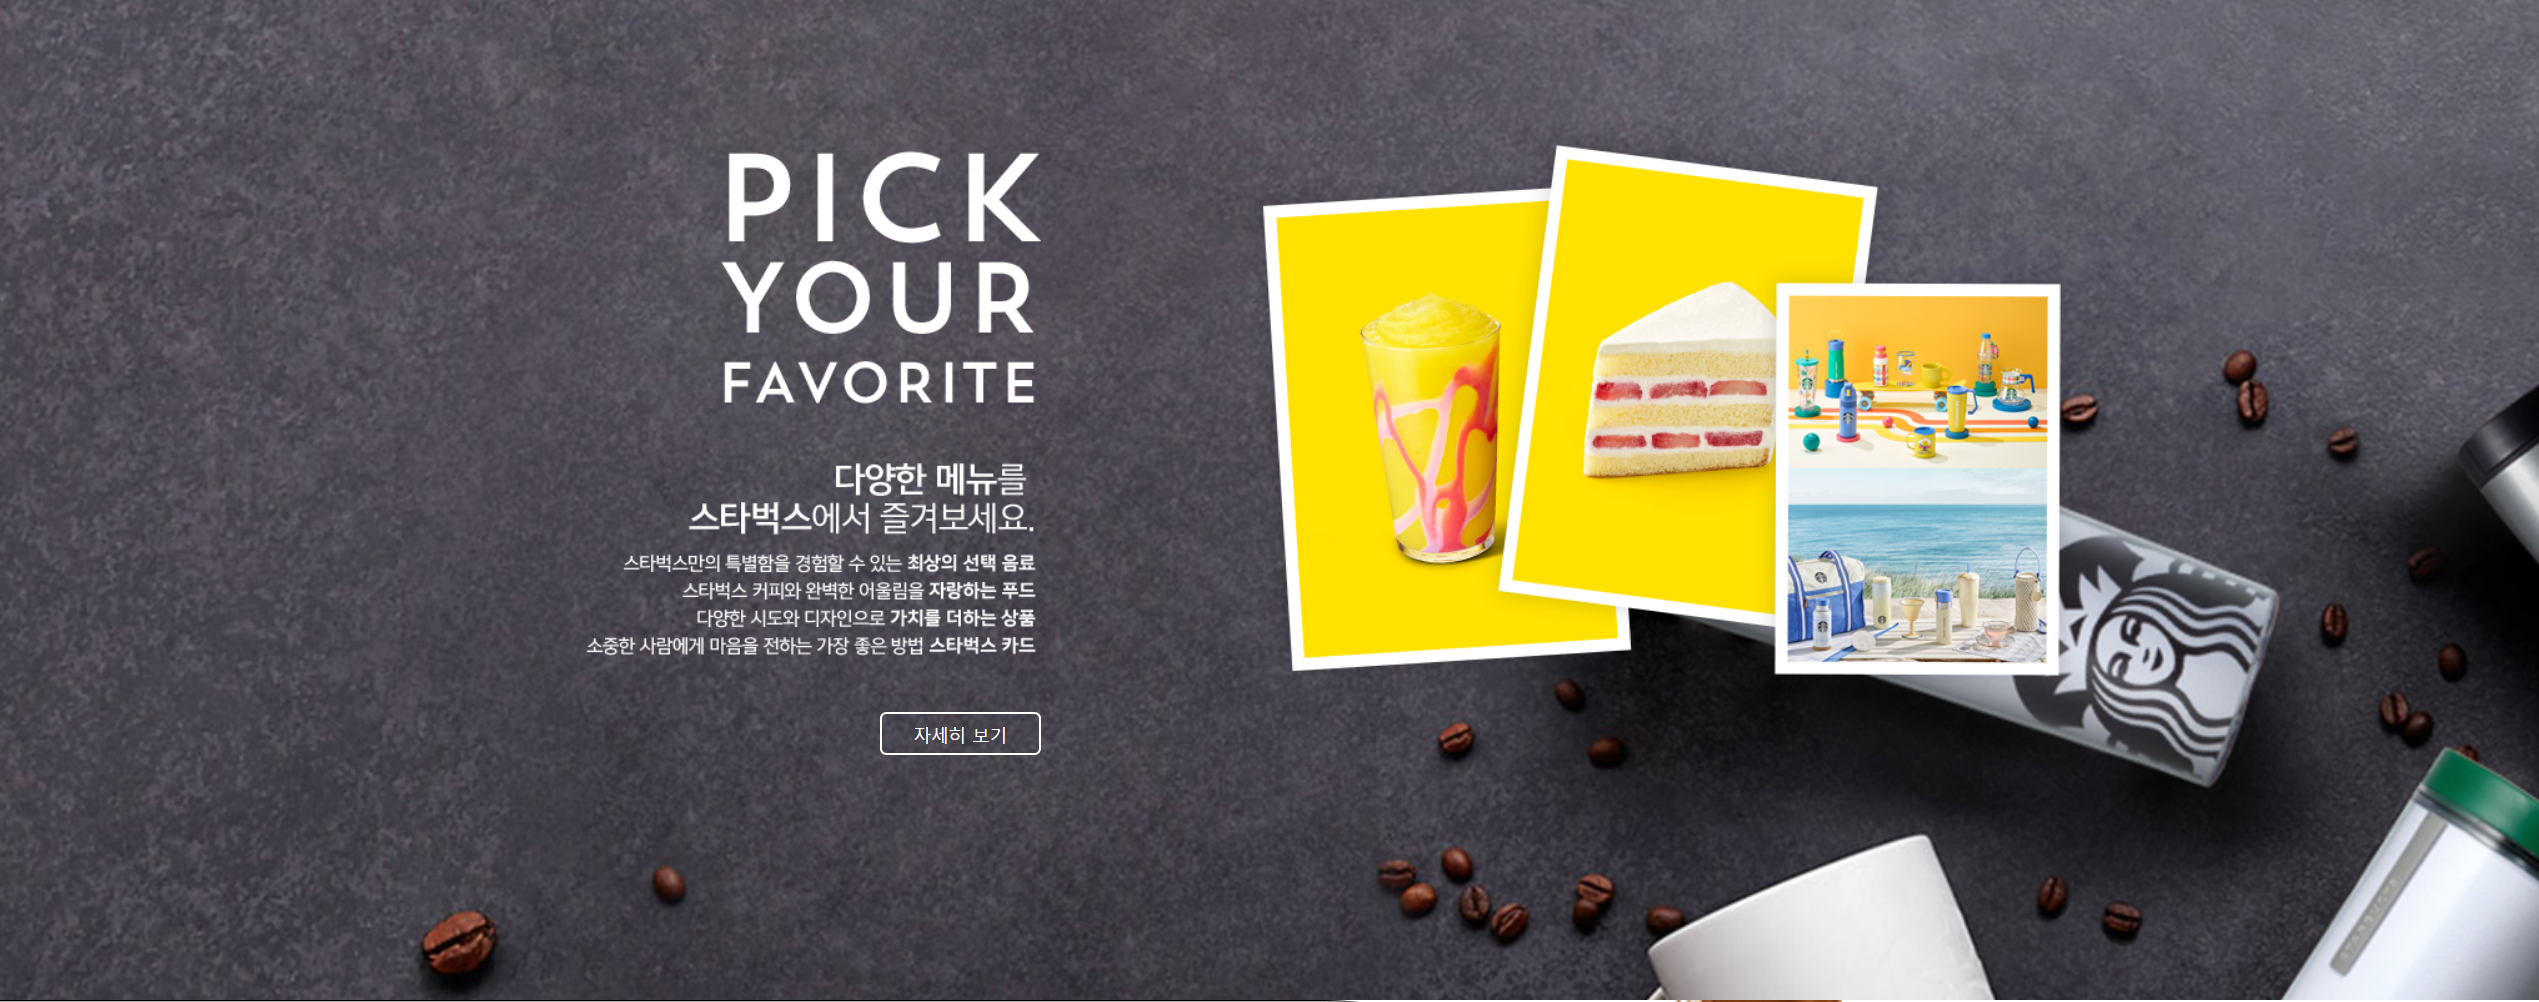 PICK
YOUR
FAVORITE
다양한 메뉴를
스타벅스에서 즐겨보세요.
스타벅스만의 특별함을 경험할 수 있는 최상의 선택 음료
스타벅스 커피와 완벽한 어울림을 자랑하는 푸드
다양한 시도와 디자인으로 가치를 더하는 상품
소중한 사람에게 마음을 전하는 가장 좋은 방법 스타벅스 카드
자세히 보기
STARBUCKS